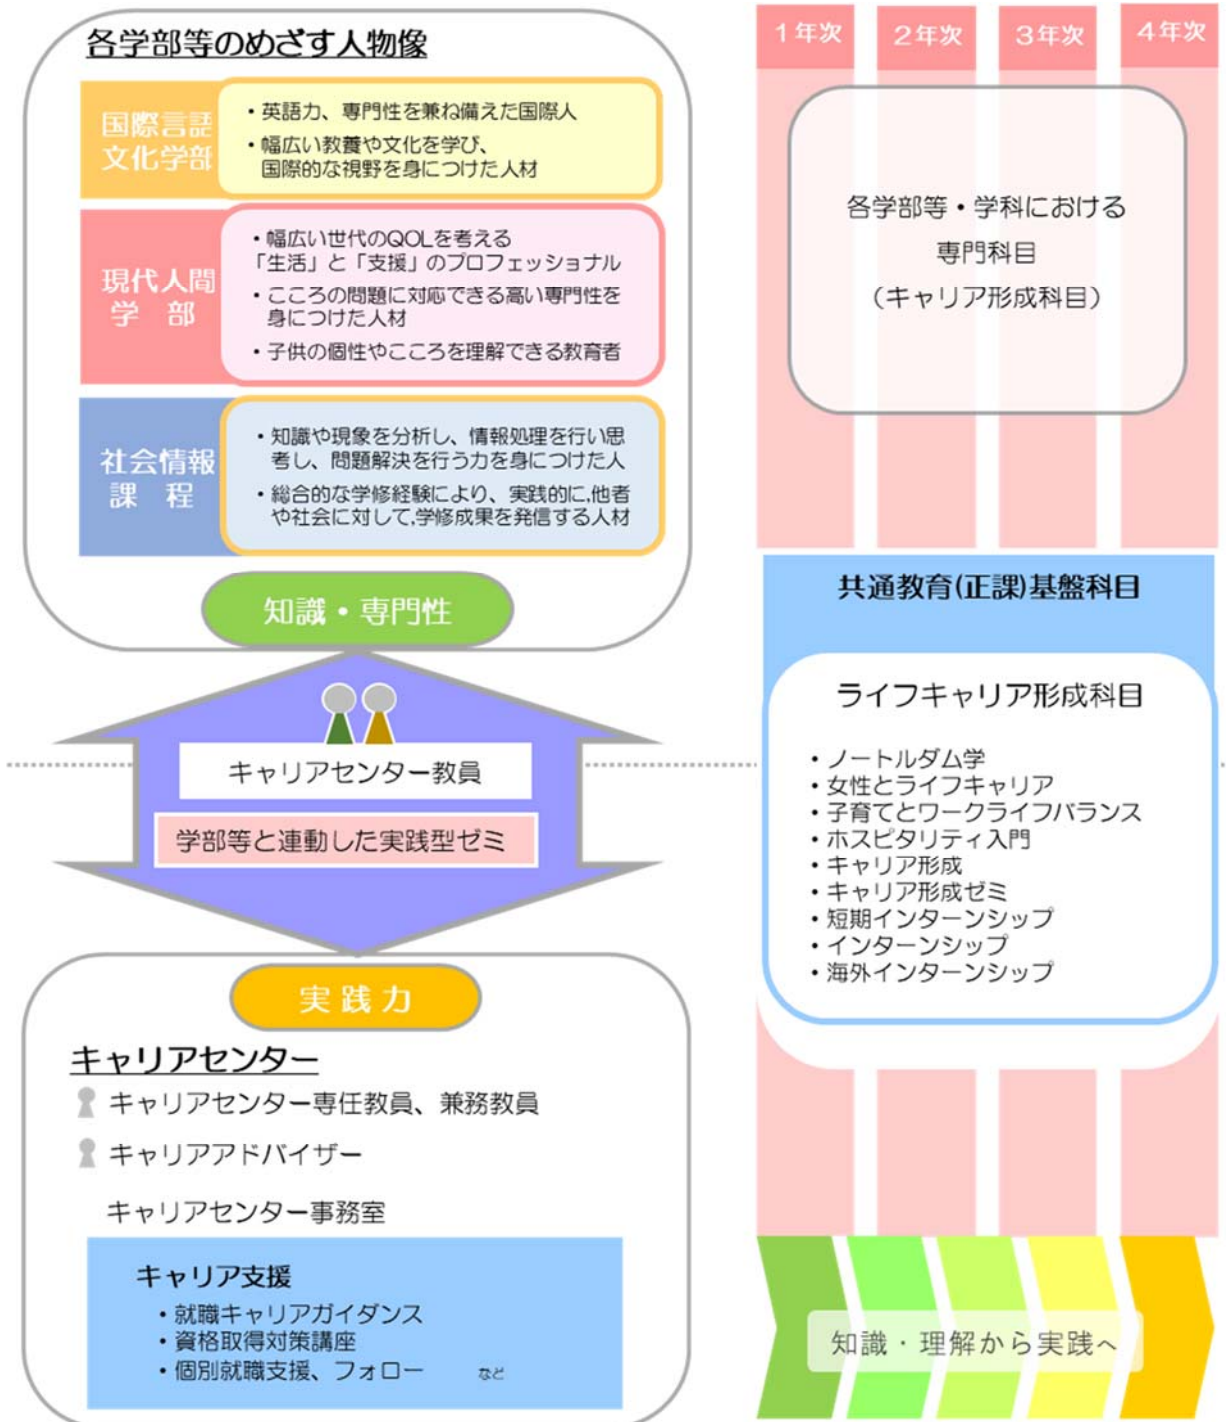 各学部等のめざす人物像
国際言語
文化学部
・英語力、専門性を兼ね備えた国際人
・幅広い教養や文化を学び、
国際的な視野を身につけた人材
現代人間
学 部
・幅広い世代のQOLを考える
「生活」と「支援」のプロフェッショナル
・こころの問題に対応できる高い専門性を
身につけた人材
・子供の個性やこころを理解できる教育者
社会情報
課 程
・知識や現象を分析し、情報処理を行い思
考し、問題解決を行う力を身につけた人
・総合的な学修経験により、実践的に,他者
や社会に対して,学修成果を発信する人材
知識・専門性
キャリアセンター教員
学部等と連動した実践型ゼミ
実践力
キャリアセンター
キャリアセンター専任教員、兼務教員
キャリアアドバイザー
キャリアセンター事務室
キャリア支援
・就職キャリアガイダンス
・資格取得対策講座
・個別就職支援、フォロー など
1年次
2年次
3年次
4年次
各学部等・学科における
専門科目
(キャリア形成科目)
共通教育(正課)基盤科目
ライフキャリア形成科目
・ノートルダム学
・女性とライフキャリア
・子育てとワークライフバランス
・ホスピタリティ入門
・キャリア形成
・キャリア形成ゼミ
・短期インターンシップ
・インターンシップ
・海外インターンシップ
知識・理解から実践へ